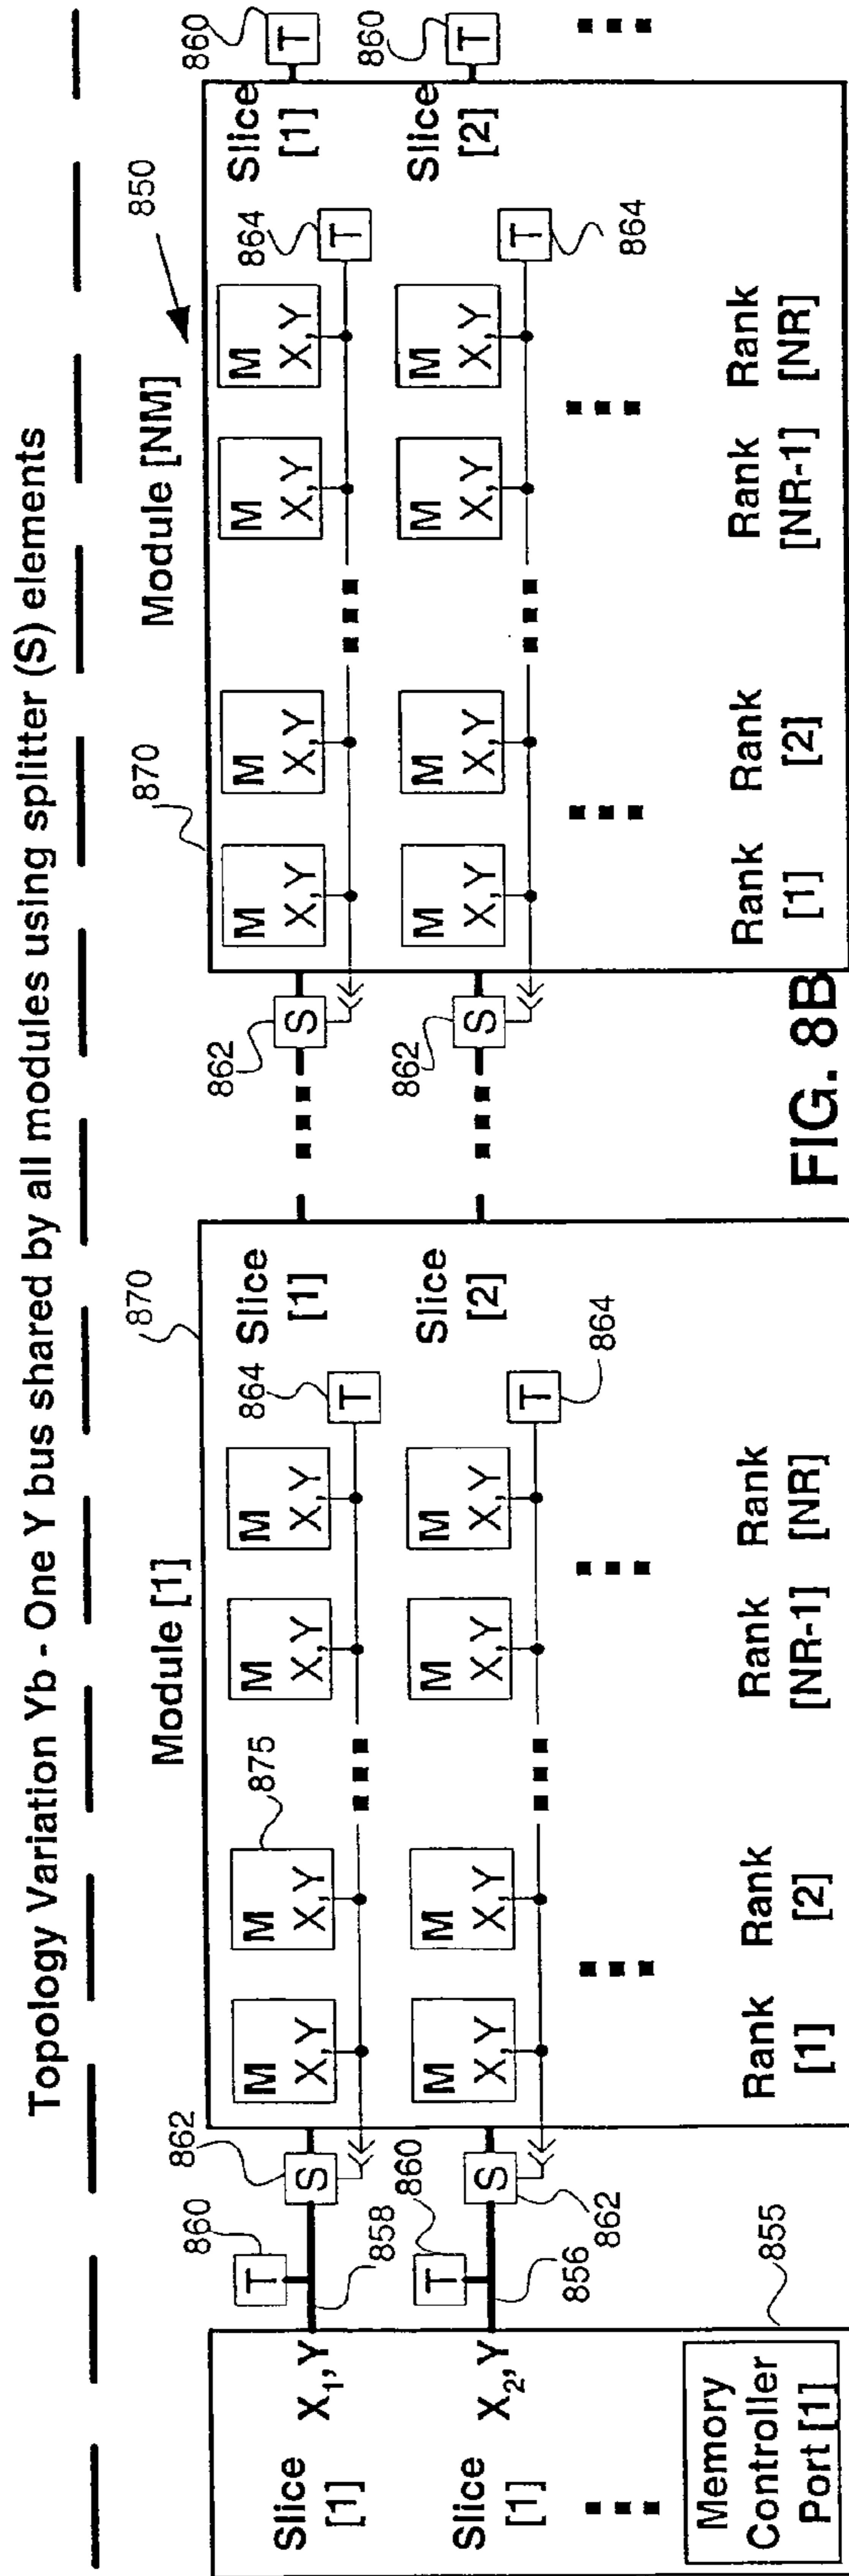 Topology Variation Yb - One Y bus shared by all modules using splitter (S) elements
Module [1]
Module [NM]
850
870
870
860
T
858
862
S
M
X,Y
M
X,Y
875
M
X,Y
M
X,Y
864
T
Slice
[1]
862
S
M
X,Y
M
X,Y
M
X,Y
M
X,Y
864
T
Slice
[1]
T
860
Slice
[1]
X1,Y
860
T
856
862
S
M
X,Y
M
X,Y
M
X,Y
M
X,Y
T
864
Slice
[2]
862
S
M
X,Y
M
X,Y
M
X,Y
M
X,Y
T
864
Slice
[2]
T
860
Slice
[1]
X2,Y
855
Memory
Controller
Port [1]
Rank
[1]
Rank
[2]
Rank
[NR-1]
Rank
[NR]
Rank
[1]
Rank
[2]
Rank
[NR-1]
Rank
[NR]
FIG. 8B